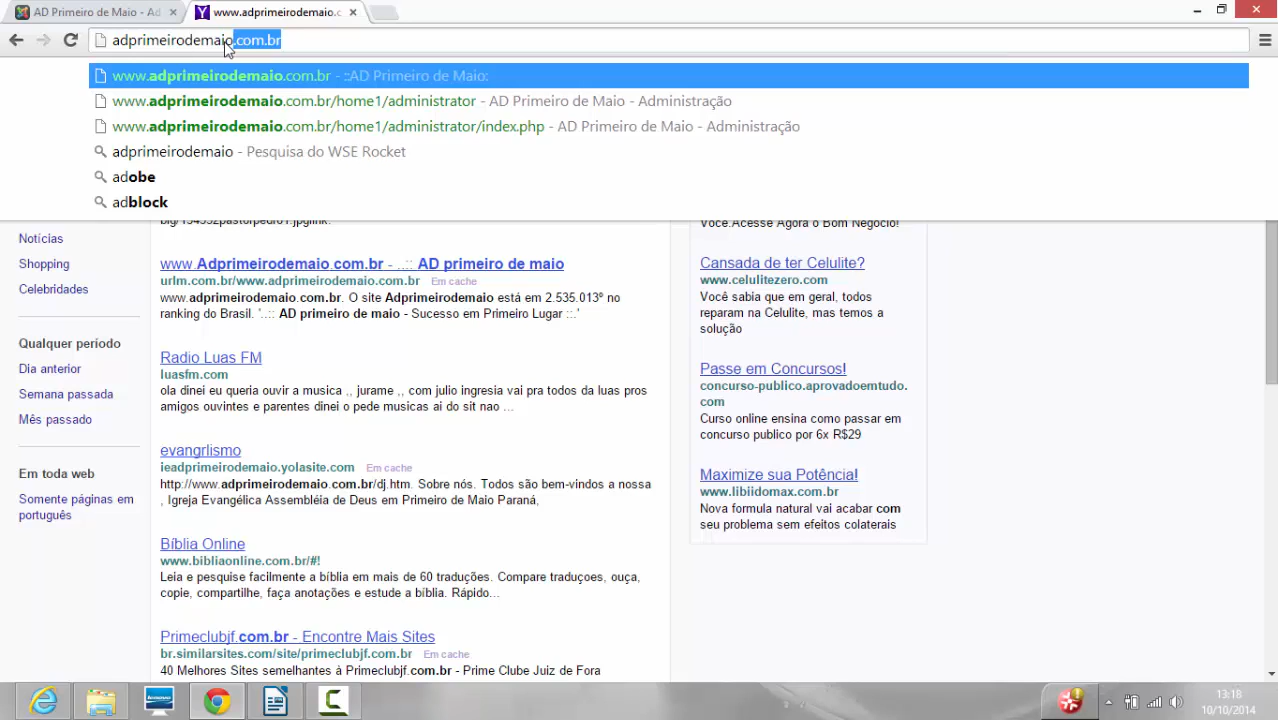 AD Primeiro de Maio - Ad
www.adprimeirodemaio.c
adprimeirodemaio.com.br
www.adprimeirodemaio.com.br - ::AD Primeiro de Maio:
www.adprimeirodemaio.com.br/home1/administrator - AD Primeiro de Maio - Administração
www.adprimeirodemaio.com.br/home1/administrator/index.php - AD Primeiro de Maio - Administração
adprimeirodemaio - Pesquisa do WSE Rocket
adobe
adblock
Notícias
Shopping
Celebridades
Qualquer período
Dia anterior
Semana passada
Mês passado
Em toda web
Somente páginas em
português
big/154552pastorpedro1.jpglink.
www.Adprimeirodemaio.com.br - ..:: AD primeiro de maio
urlm.com.br/www.adprimeirodemaio.com.br Em cache
www.adprimeirodemaio.com.br. O site Adprimeirodemaio está em 2.535.013º no
ranking do Brasil. '..:: AD primeiro de maio - Sucesso em Primeiro Lugar ::.'
Radio Luas FM
luasfm.com
ola dinei eu queria ouvir a musica ,, jurame ,, com julio ingresia vai pra todos da luas pros
amigos ouvintes e parentes dinei o pede musicas ai do sit nao ...
evangrlismo
ieadprimeirodemaio.yolasite.com Em cache
http://www.adprimeirodemaio.com.br/dj.htm. Sobre nós. Todos são bem-vindos a nossa
, Igreja Evangélica Assembléia de Deus em Primeiro de Maio Paraná,
Bíblia Online
www.bibliaonline.com.br/#!
Leia e pesquise facilmente a bíblia em mais de 60 traduções. Compare traduçoes, ouça,
copie, compartilhe, faça anotações e estude a bíblia. Rápido...
Primeclubjf.com.br - Encontre Mais Sites
br.similarsites.com/site/primeclubjf.com.br Em cache
40 Melhores Sites semelhantes à Primeclubjf.com.br - Prime Clube Juiz de Fora
Você.Acesse Agora o Bom Negócio!
Cansada de ter Celulite?
www.celulitezero.com
Você sabia que em geral, todos
reparam na Celulite, mas temos a
solução
Passe em Concursos!
concurso-publico.aprovadoemtudo.
com
Curso online ensina como passar em
concurso publico por 6x R$29
Maximize sua Potência!
www.libiidomax.com.br
Nova formula natural vai acabar com
seu problema sem efeitos colaterais
lenovo
13:18
10/10/2014